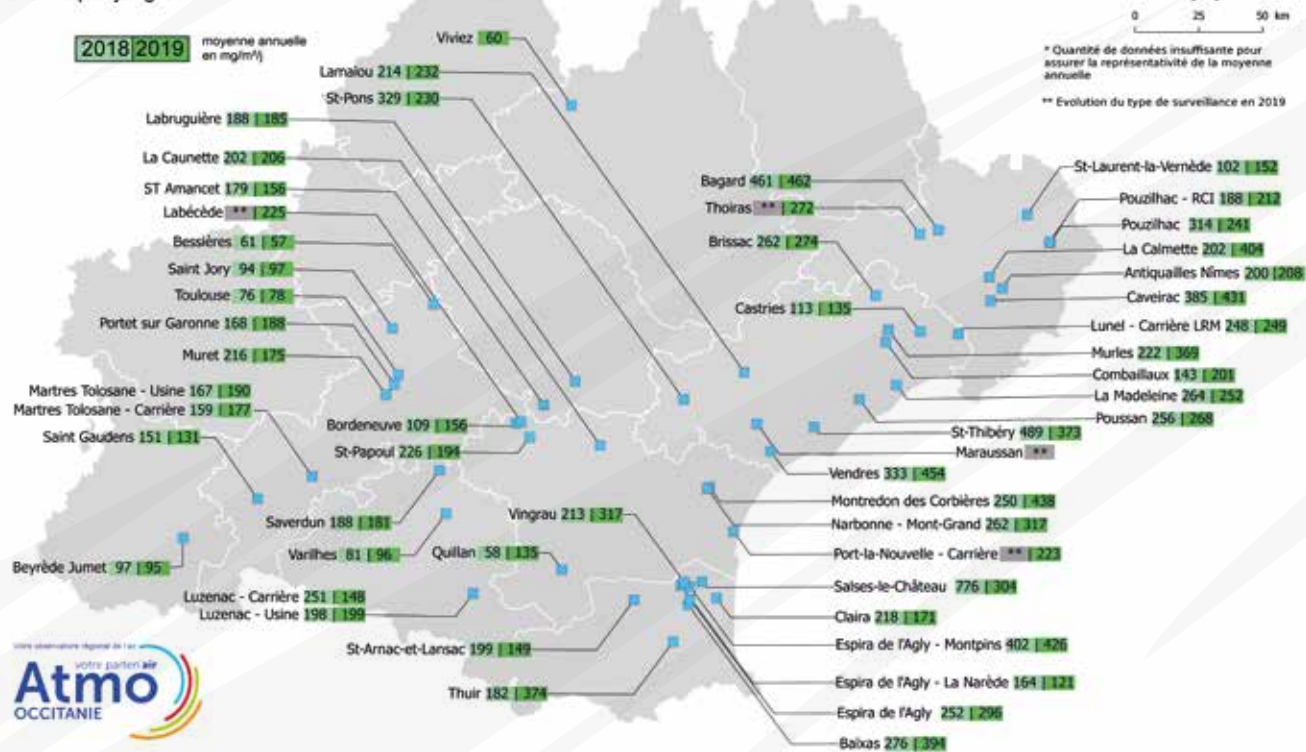 2018 2019 moyenne annuelle
en mg/m²/j
0 25 50 km
* Quantité de données insuffisante pour
assurer la représentativité de la moyenne
annuelle
** Evolution du type de surveillance en 2019
Viviez 60
Lamalou 214 | 232
St-Pons 329 | 230
Labruguière 188 | 185
La Caunette 202 | 206
ST Amancet 179 | 156
Labécède ** | 225
Bessières 61 | 57
Saint Jory 94 | 97
Toulouse 76 | 78
Portet sur Garonne 168 | 188
Muret 216 | 175
Martres Tolosane - Usine 167 | 190
Martres Tolosane - Carrière 159 | 177
Saint Gaudens 151 | 131
Bordeneuve 109 | 156
St-Papoul 226 | 194
Saverdun 188 | 181
Varilhes 81 | 96
Beyrède Jumet 97 | 95
Quillan 58 | 135
Vingrau 213 | 317
Luzenac - Carrière 251 | 148
Luzenac - Usine 198 | 199
St-Arnac-et-Lansac 199 | 149
Thuir 182 | 374
Bagard 461 | 462
Thoiras ** | 272
Brissac 262 | 274
Castries 113 | 135
St-Laurent-la-Vernède 102 | 152
Pouzilhac - RCI 188 | 212
Pouzilhac 314 | 241
La Calmette 202 | 404
Antiquailles Nîmes 200 | 208
Caveirac 385 | 431
Lunel - Carrière LRM 248 | 249
Murles 222 | 369
Combaillaux 143 | 201
La Madeleine 264 | 252
Poussan 256 | 268
St-Thibéry 489 | 373
Maraussan **
Vendres 333 | 454
Montredon des Corbières 250 | 438
Narbonne - Mont-Grand 262 | 317
Port-la-Nouvelle - Carrière ** | 223
Salses-le-Château 776 | 304
Claira 218 | 171
Espira de l'Agly - Montpins 402 | 426
Espira de l'Agly - La Narède 164 | 121
Espira de l'Agly 252 | 296
Baixas 276 | 394
Votre observatoire régional de l'air
votre parten'air
Atmo
OCCITANIE